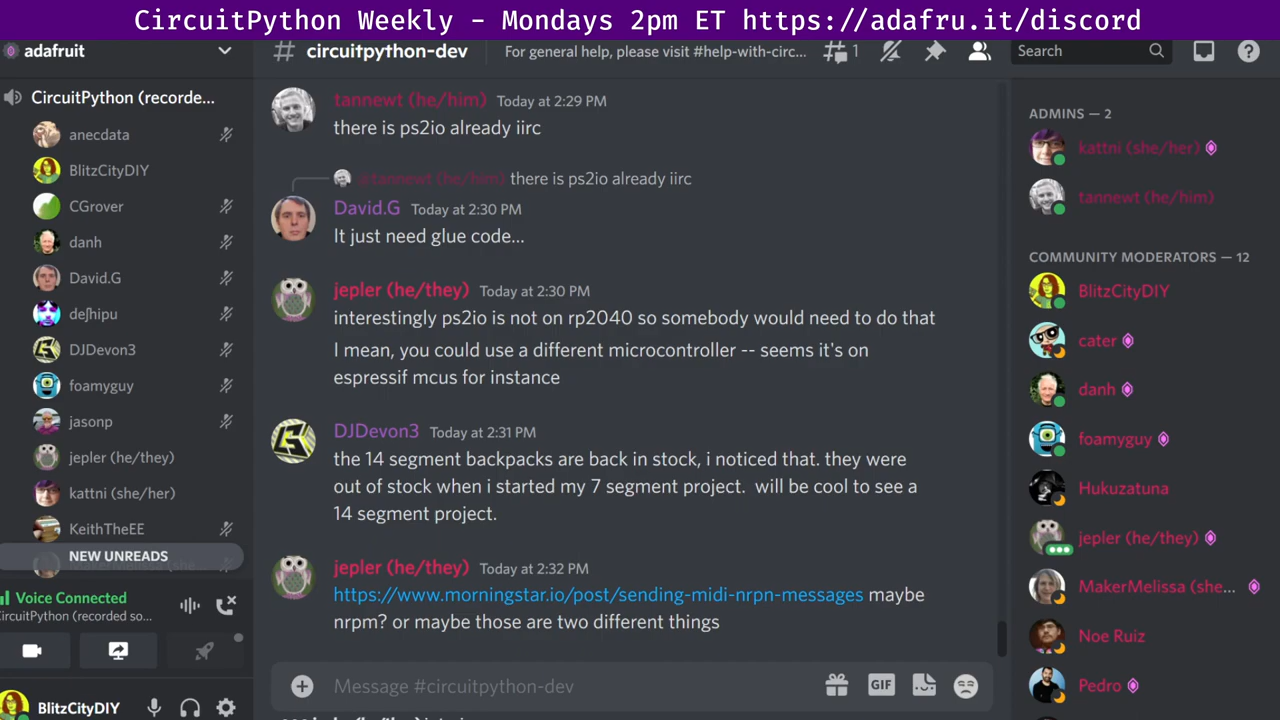 CircuitPython Weekly - Mondays 2pm ET https://adafru.it/discord
adafruit
CircuitPython (recorde...
anecdata
BlitzCityDIY
CGrover
danh
David.G
deʃhipu
DJDevon3
foamyguy
jasonp
jepler (he/they)
kattni (she/her)
KeithTheEE
NEW UNREADS
Voice Connected
CircuitPython (recorded so...
BlitzCityDIY
# circuitpython-dev
For general help, please visit #help-with-circ...
1
Search
tannewt (he/him) Today at 2:29 PM
there is ps2io already iirc
@tannewt (he/him) there is ps2io already iirc
David.G Today at 2:30 PM
It just need glue code...
jepler (he/they) Today at 2:30 PM
interestingly ps2io is not on rp2040 so somebody would need to do that
I mean, you could use a different microcontroller -- seems it's on
espressif mcus for instance
DJDevon3 Today at 2:31 PM
the 14 segment backpacks are back in stock, i noticed that. they were
out of stock when i started my 7 segment project. will be cool to see a
14 segment project.
jepler (he/they) Today at 2:32 PM
https://www.morningstar.io/post/sending-midi-nrpn-messages maybe
nrpm? or maybe those are two different things
Message #circuitpython-dev
GIF
ADMINS — 2
kattni (she/her)
tannewt (he/him)
COMMUNITY MODERATORS — 12
BlitzCityDIY
cater
danh
foamyguy
Hukuzatuna
jepler (he/they)
MakerMelissa (she...
Noe Ruiz
Pedro